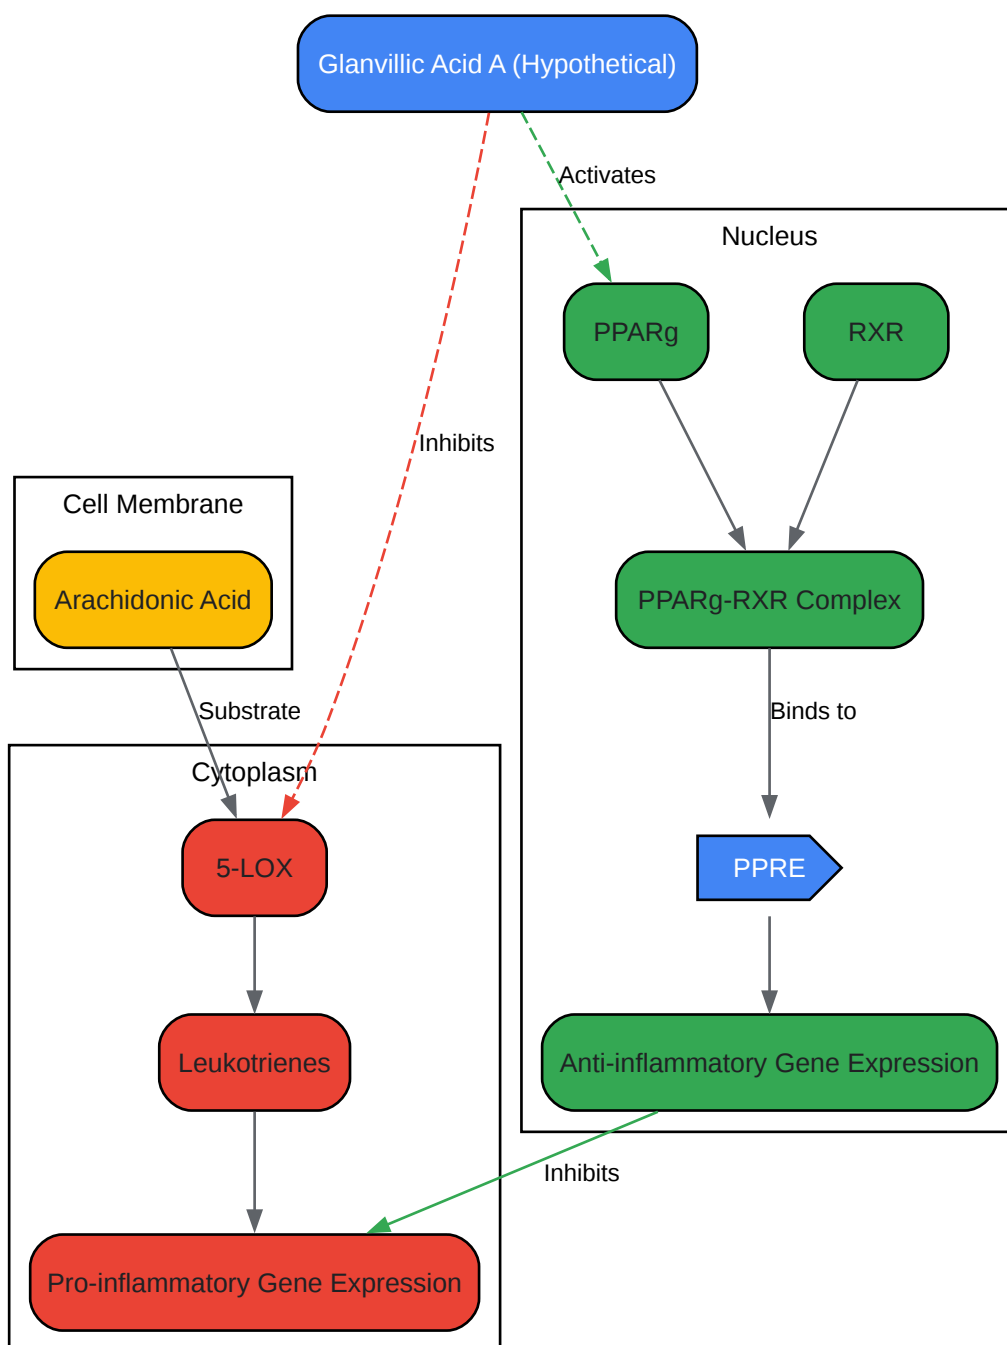 Glanvillic Acid A (Hypothetical)
Activates
Nucleus
PPARg
RXR
Inhibits
Cell Membrane
Arachidonic Acid
PPARg-RXR Complex
Substrate
Binds to
Cytoplasm
5-LOX
PPRE
Leukotrienes
Anti-inflammatory Gene Expression
Inhibits
Pro-inflammatory Gene Expression